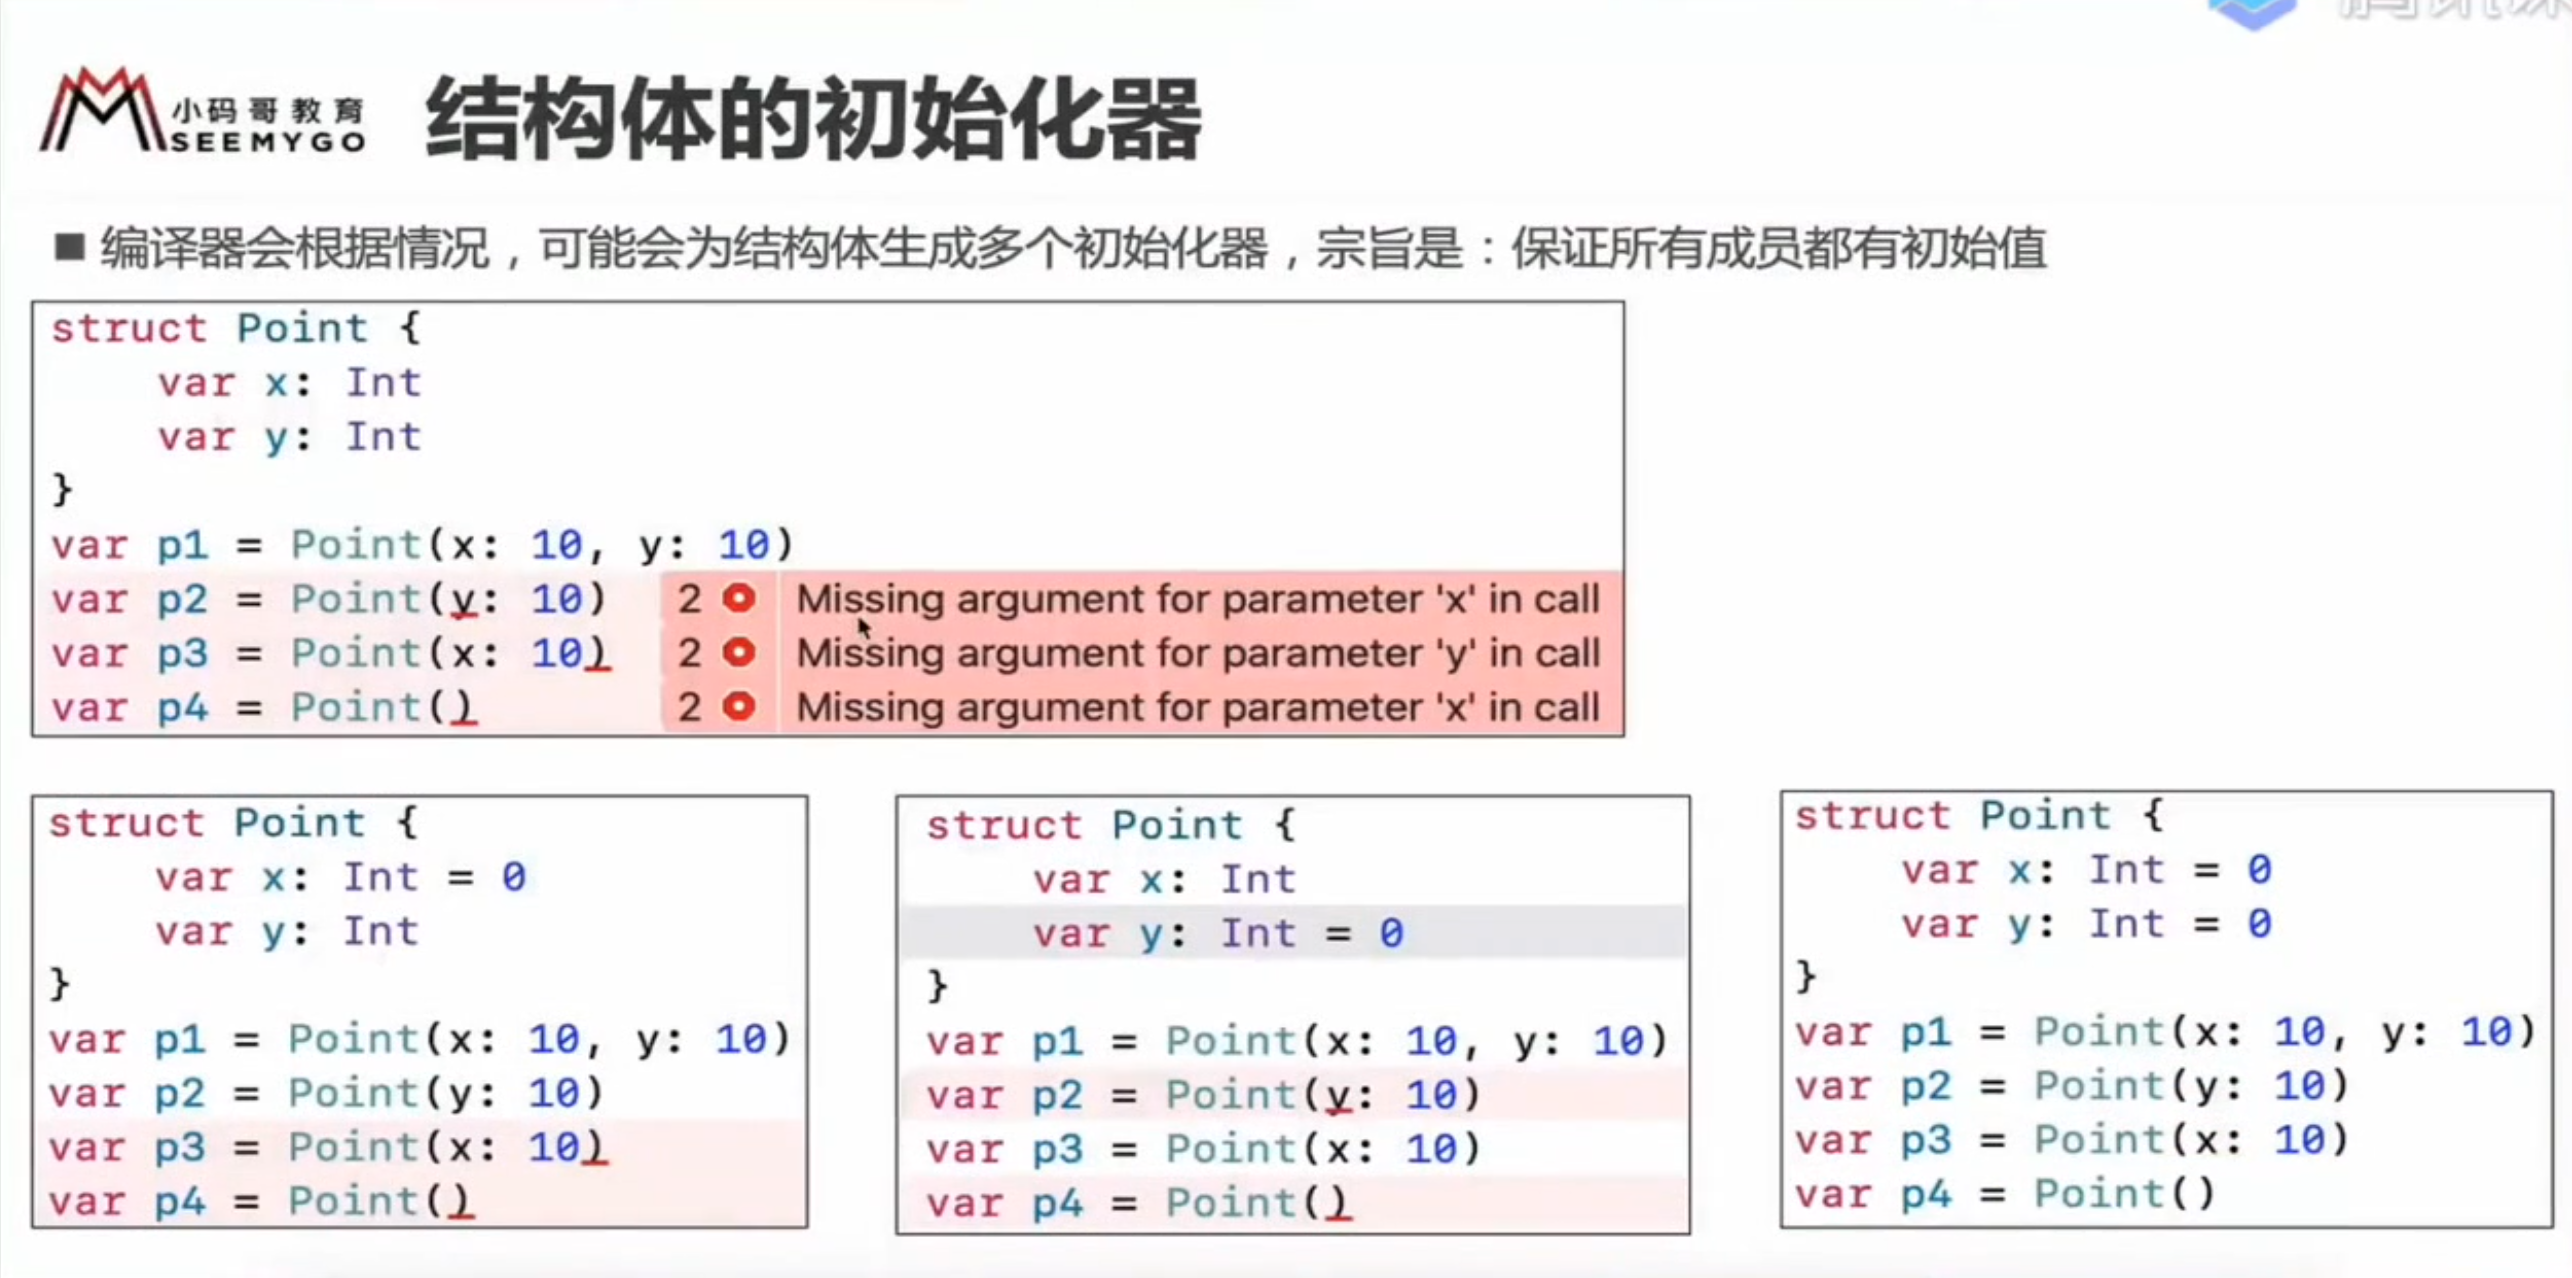 腾讯课
小码哥教育
SEEMYGO
结构体的初始化器
■ 编译器会根据情况，可能会为结构体生成多个初始化器，宗旨是：保证所有成员都有初始值
struct Point {
    var x: Int
    var y: Int
}
var p1 = Point(x: 10, y: 10)
var p2 = Point(y: 10) 2 Missing argument for parameter 'x' in call
var p3 = Point(x: 10) 2 Missing argument for parameter 'y' in call
var p4 = Point() 2 Missing argument for parameter 'x' in call
struct Point {
    var x: Int = 0
    var y: Int
}
var p1 = Point(x: 10, y: 10)
var p2 = Point(y: 10)
var p3 = Point(x: 10)
var p4 = Point()
struct Point {
    var x: Int
    var y: Int = 0
}
var p1 = Point(x: 10, y: 10)
var p2 = Point(y: 10)
var p3 = Point(x: 10)
var p4 = Point()
struct Point {
    var x: Int = 0
    var y: Int = 0
}
var p1 = Point(x: 10, y: 10)
var p2 = Point(y: 10)
var p3 = Point(x: 10)
var p4 = Point()